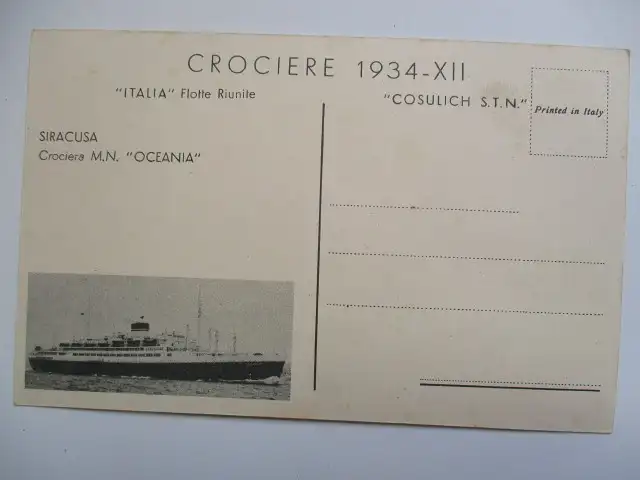 CROCIERE 1934-XII
"ITALIA" Flotte Riunite
"COSULICH S.T.N."
Printed in Italy
SIRACUSA
Crociera M.N. "OCEANIA"